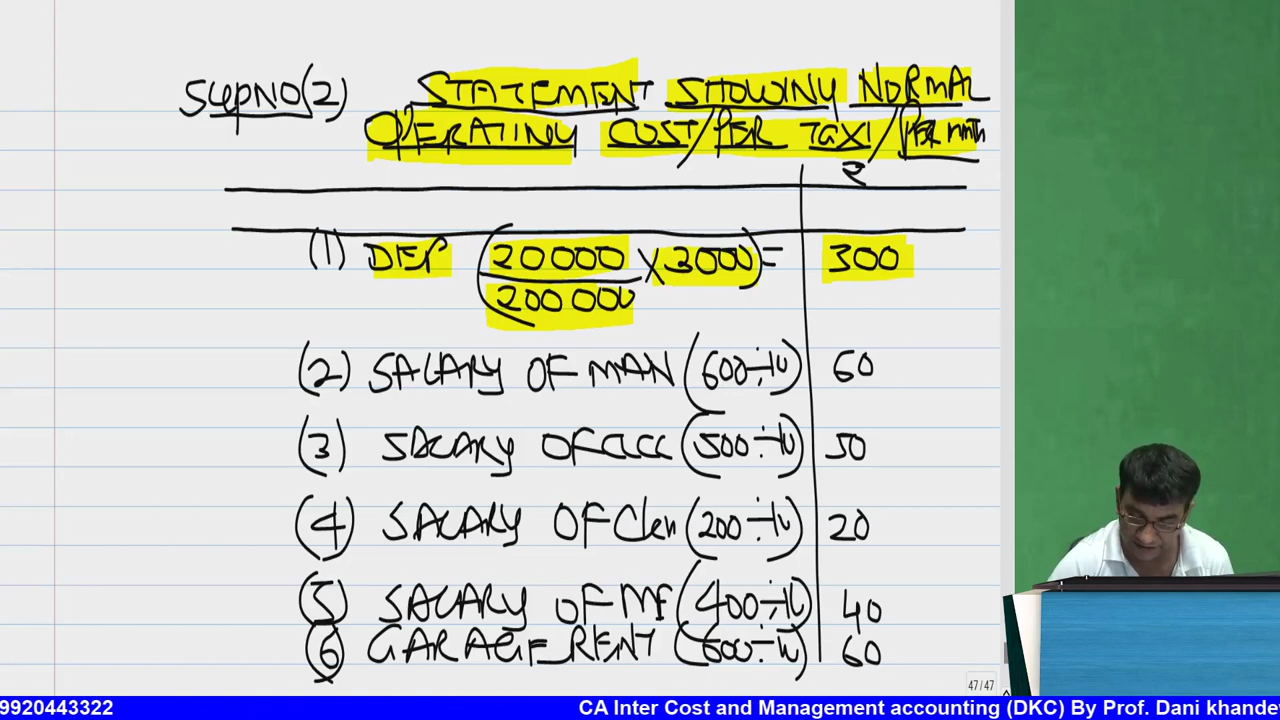 Step NO(2) STATEMENT SHOWING NORMAL
OPERATING COST/PER TAXI/PER mnth
₹
(1) DEP (20000/200000 X 3000) = 300
(2) SALARY OF MAN (600÷10) 60
(3) SALARY OF ACC (500÷10) 50
(4) SALARY OF Clen (200÷10) 20
(5) SALARY OF (400÷10) 40
(6) GARAGE RENT (600÷10) 60
47/47
9920443322 CA Inter Cost and Management accounting (DKC) By Prof. Dani khande